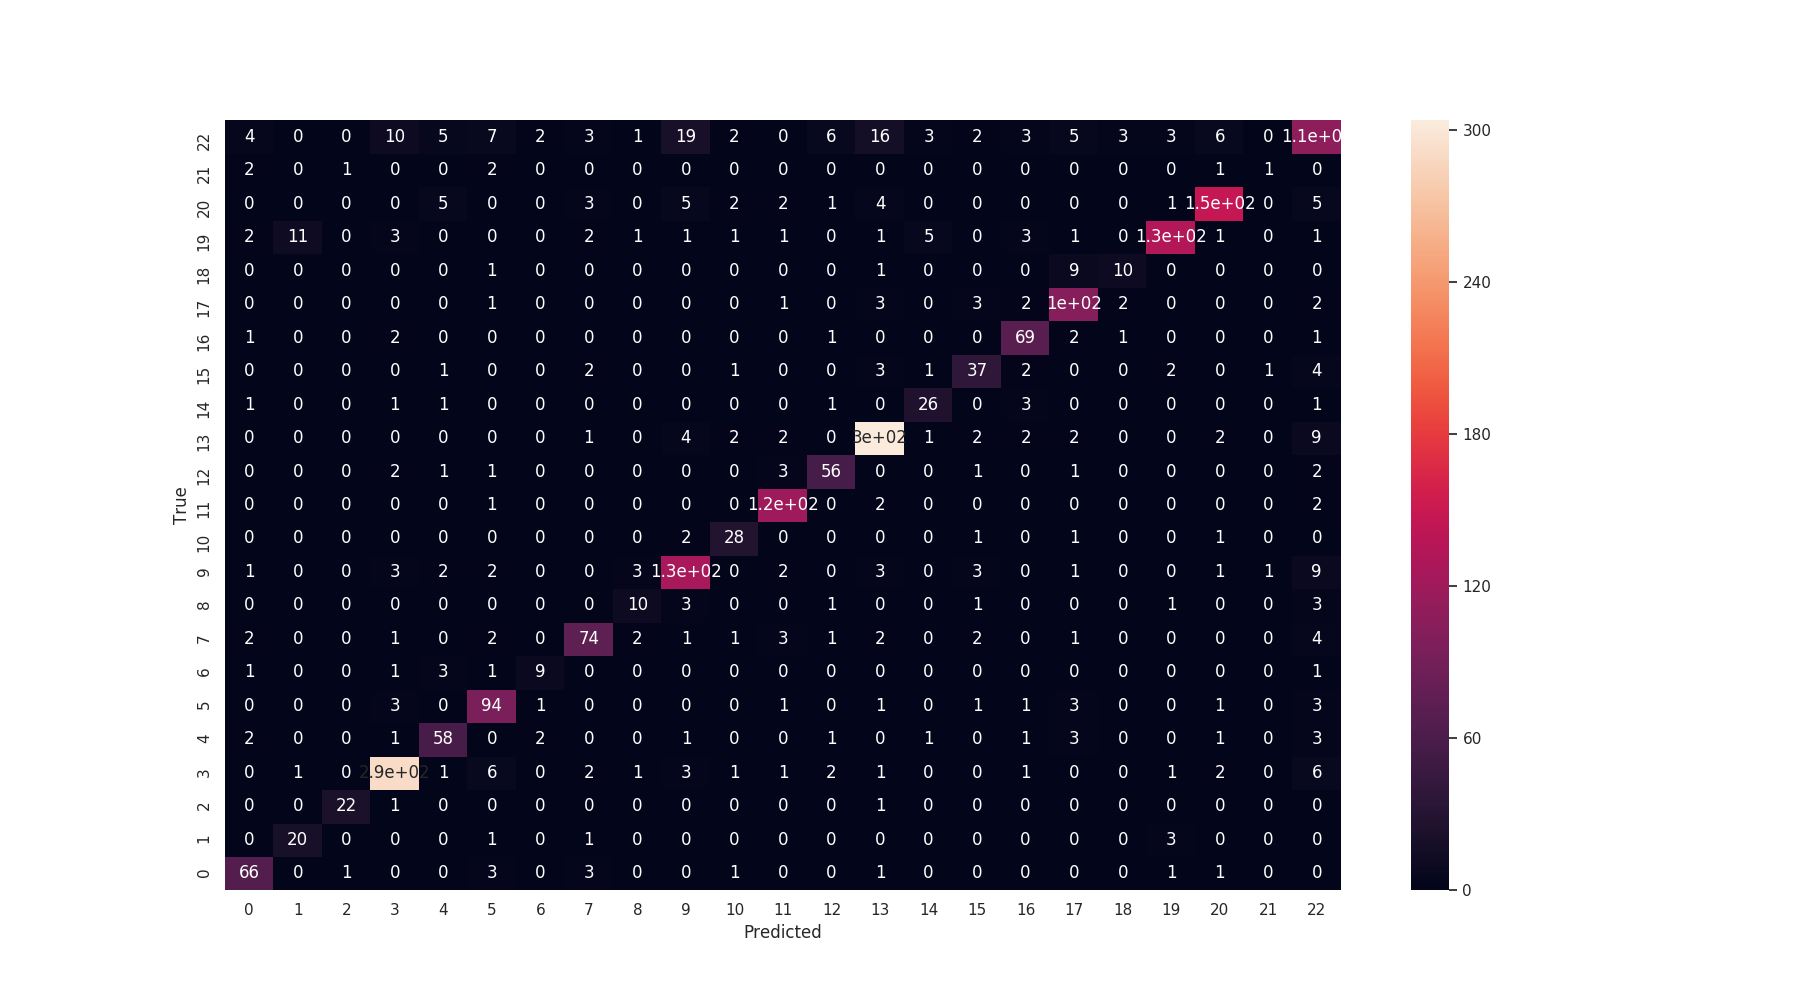 22 4 0 0 10 5 7 2 3 1 19 2 0 6 16 3 2 3 5 3 3 6 0 1.1e+02 300
21 2 0 1 0 0 2 0 0 0 0 0 0 0 0 0 0 0 0 0 0 1 1 0
20 0 0 0 0 5 0 0 3 0 5 2 2 1 4 0 0 0 0 0 1 1.5e+02 0 5
19 2 11 0 3 0 0 0 2 1 1 1 1 0 1 5 0 3 1 0 1.3e+02 1 0 1
18 0 0 0 0 0 1 0 0 0 0 0 0 0 1 0 0 0 9 10 0 0 0 0 240
17 0 0 0 0 0 1 0 0 0 0 0 1 0 3 0 3 2 1e+02 2 0 0 0 2
16 1 0 0 2 0 0 0 0 0 0 0 0 1 0 0 0 69 2 1 0 0 0 1
15 0 0 0 0 1 0 0 2 0 0 1 0 0 3 1 37 2 0 0 2 0 1 4
14 1 0 0 1 1 0 0 0 0 0 0 0 1 0 26 0 3 0 0 0 0 0 1
13 0 0 0 0 0 0 0 1 0 4 2 2 0 3e+02 1 2 2 2 0 0 2 0 9 180
12 0 0 0 2 1 1 0 0 0 0 0 3 56 0 0 1 0 1 0 0 0 0 2
True
11 0 0 0 0 0 1 0 0 0 0 0 1.2e+02 0 2 0 0 0 0 0 0 0 0 2
10 0 0 0 0 0 0 0 0 0 2 28 0 0 0 0 1 0 1 0 0 1 0 0
9 1 0 0 3 2 2 0 0 3 1.3e+02 0 2 0 3 0 3 0 1 0 0 1 1 9 120
8 0 0 0 0 0 0 0 0 10 3 0 0 1 0 0 1 0 0 0 1 0 0 3
7 2 0 0 1 0 2 0 74 2 1 1 3 1 2 0 2 0 1 0 0 0 0 4
6 1 0 0 1 3 1 9 0 0 0 0 0 0 0 0 0 0 0 0 0 0 0 1
5 0 0 0 3 0 94 1 0 0 0 0 1 0 1 0 1 1 3 0 0 1 0 3
4 2 0 0 1 58 0 2 0 0 1 0 0 1 0 1 0 1 3 0 0 1 0 3 60
3 0 1 0 2.9e+02 1 6 0 2 1 3 1 1 2 1 0 0 1 0 0 1 2 0 6
2 0 0 22 1 0 0 0 0 0 0 0 0 0 1 0 0 0 0 0 0 0 0 0
1 0 20 0 0 0 1 0 1 0 0 0 0 0 0 0 0 0 0 0 3 0 0 0
0 66 0 1 0 0 3 0 3 0 0 1 0 0 1 0 0 0 0 0 1 1 0 0 0
0 1 2 3 4 5 6 7 8 9 10 11 12 13 14 15 16 17 18 19 20 21 22
Predicted